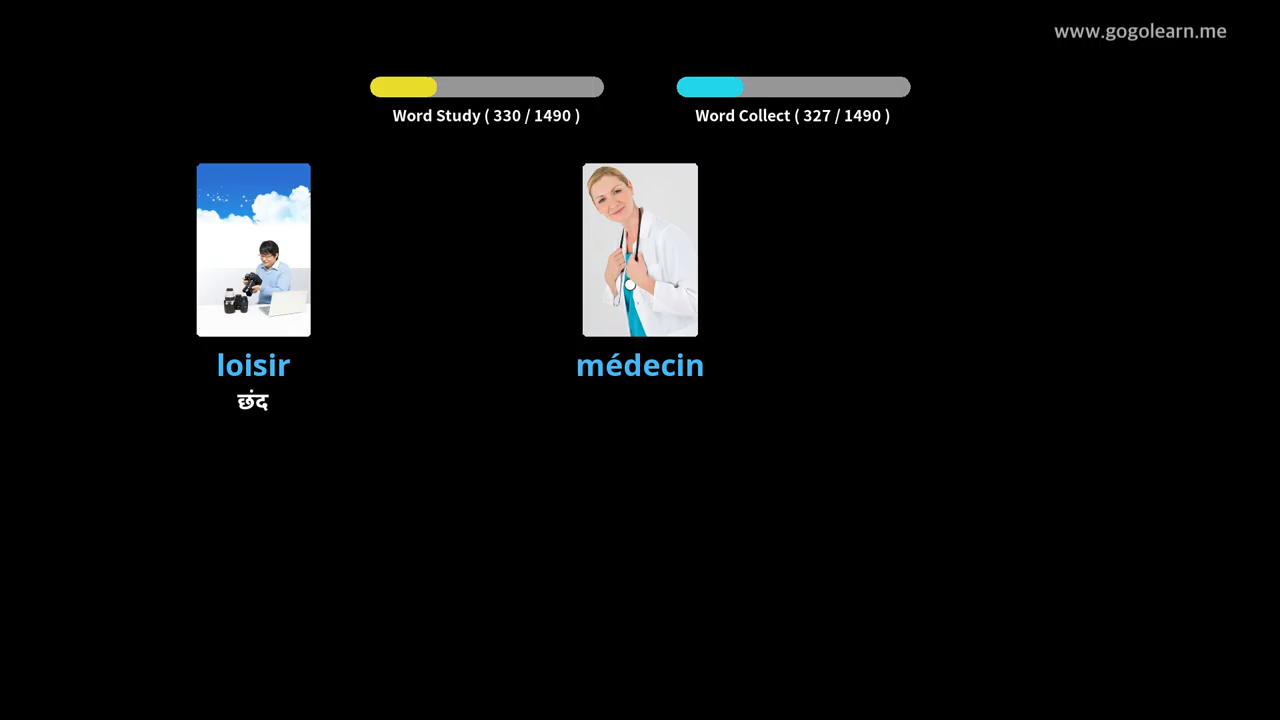 www.gogolearn.me
Word Study ( 330 / 1490 )
Word Collect ( 327 / 1490 )
loisir
médecin
छंद